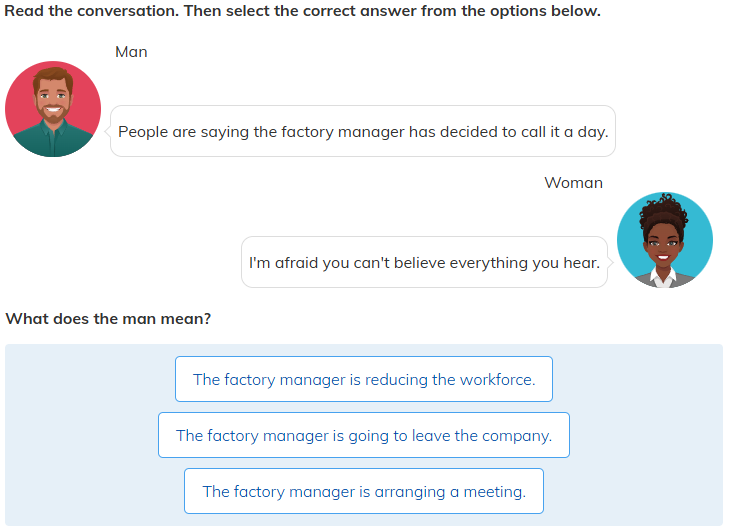 Read the conversation. Then select the correct answer from the options below.
Man
People are saying the factory manager has decided to call it a day.
Woman
I'm afraid you can't believe everything you hear.
What does the man mean?
The factory manager is reducing the workforce.
The factory manager is going to leave the company.
The factory manager is arranging a meeting.